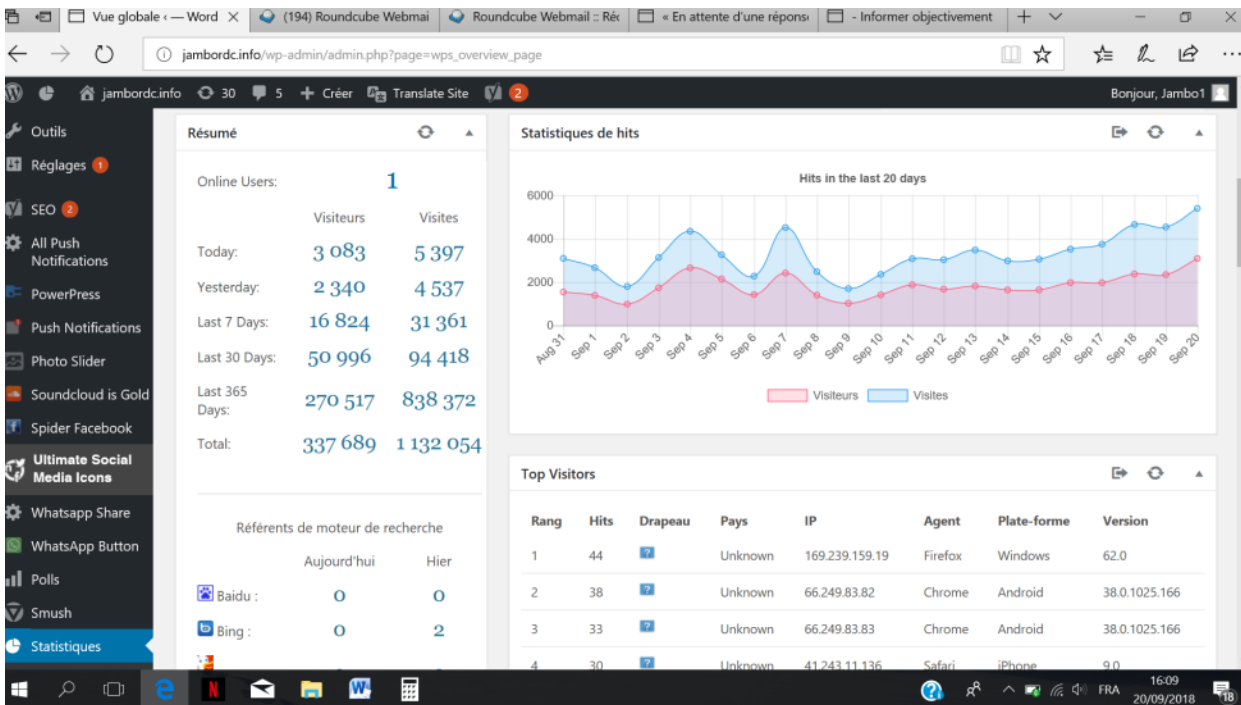 Vue globale ‹ — Word
(194) Roundcube Webmai
Roundcube Webmail :: Réc
« En attente d'une répons
- Informer objectivement
jambordc.info/wp-admin/admin.php?page=wps_overview_page
jambordc.info 30 5 + Créer Translate Site 2
Bonjour, Jambo1
Outils
Réglages 1
SEO 2
All Push
Notifications
PowerPress
Push Notifications
Photo Slider
Soundcloud is Gold
Spider Facebook
Ultimate Social
Media Icons
Whatsapp Share
WhatsApp Button
Polls
Smush
Statistiques
Résumé
Online Users: 1
Visiteurs Visites
Today: 3 083 5 397
Yesterday: 2 340 4 537
Last 7 Days: 16 824 31 361
Last 30 Days: 50 996 94 418
Last 365
Days: 270 517 838 372
Total: 337 689 1 132 054
Référents de moteur de recherche
Aujourd'hui Hier
Baidu : 0 0
Bing : 0 2
Statistiques de hits
Hits in the last 20 days
6000
4000
2000
0
Aug 31 Sep 1 Sep 2 Sep 3 Sep 4 Sep 5 Sep 6 Sep 7 Sep 8 Sep 9 Sep 10 Sep 11 Sep 12 Sep 13 Sep 14 Sep 15 Sep 16 Sep 17 Sep 18 Sep 19 Sep 20
Visiteurs Visites
Top Visitors
Rang Hits Drapeau Pays IP Agent Plate-forme Version
1 44 Unknown 169.239.159.19 Firefox Windows 62.0
2 38 Unknown 66.249.83.82 Chrome Android 38.0.1025.166
3 33 Unknown 66.249.83.83 Chrome Android 38.0.1025.166
4 30 Unknown 41.243.11.136 Safari iPhone 9.0
FRA
16:09
20/09/2018
18